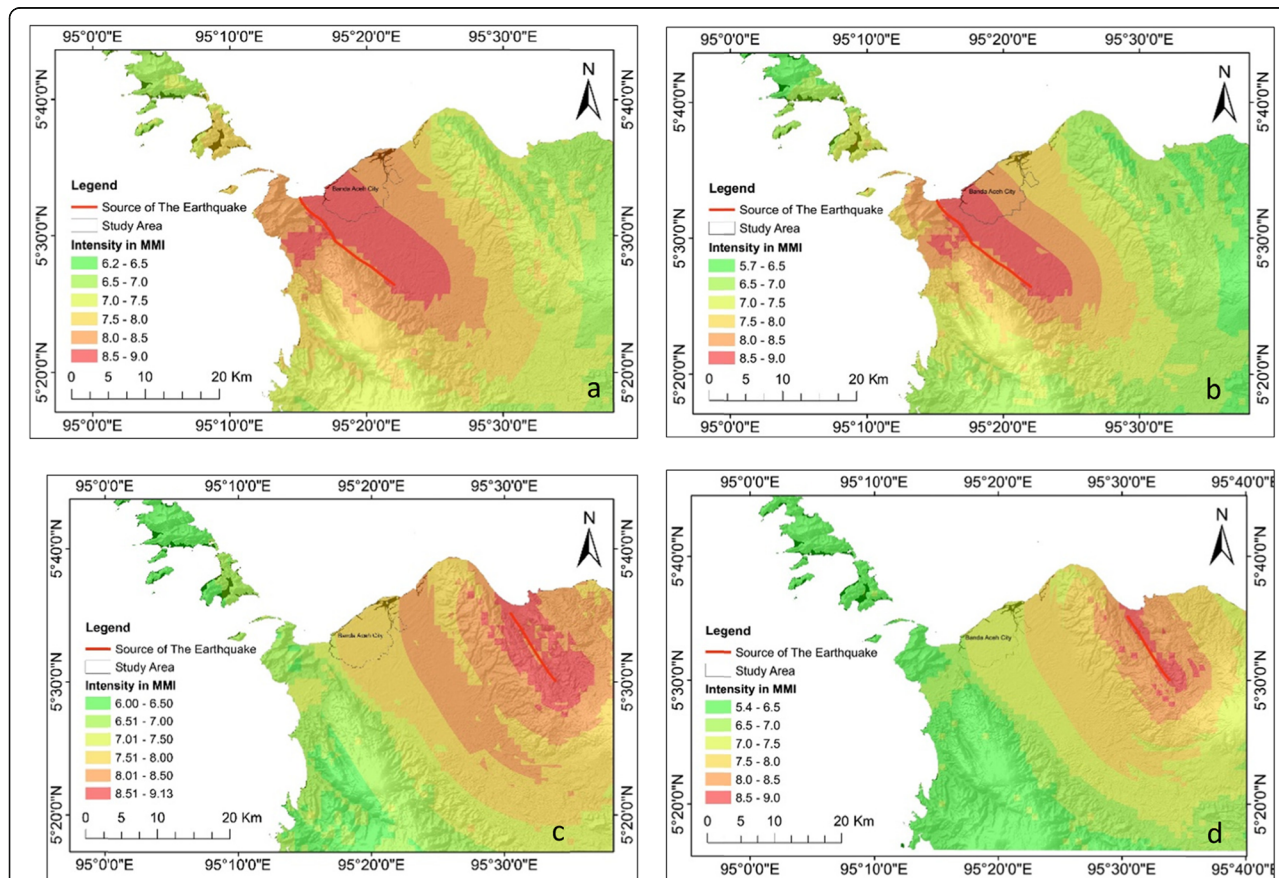 95°0'0"E 95°10'0"E 95°20'0"E 95°30'0"E
5°40'0"N 5°40'0"N
N
Banda Aceh City
Legend
Source of The Earthquake
Study Area
5°30'0"N 5°30'0"N
Intensity in MMI
6.2 - 6.5
6.5 - 7.0
7.0 - 7.5
7.5 - 8.0
8.0 - 8.5
8.5 - 9.0
5°20'0"N 5°20'0"N
0 5 10 20 Km
a
95°0'0"E 95°10'0"E 95°20'0"E 95°30'0"E
95°0'0"E 95°10'0"E 95°20'0"E 95°30'0"E
5°40'0"N 5°40'0"N
N
Banda Aceh City
Legend
Source of The Earthquake
Study Area
5°30'0"N 5°30'0"N
Intensity in MMI
5.7 - 6.5
6.5 - 7.0
7.0 - 7.5
7.5 - 8.0
8.0 - 8.5
8.5 - 9.0
5°20'0"N 5°20'0"N
0 5 10 20 Km
b
95°0'0"E 95°10'0"E 95°20'0"E 95°30'0"E
95°0'0"E 95°10'0"E 95°20'0"E 95°30'0"E
5°40'0"N 5°40'0"N
N
Banda Aceh City
Legend
Source of The Earthquake
Study Area
5°30'0"N 5°30'0"N
Intensity in MMI
6.00 - 6.50
6.51 - 7.00
7.01 - 7.50
7.51 - 8.00
8.01 - 8.50
8.51 - 9.13
5°20'0"N 5°20'0"N
0 5 10 20 Km
c
95°0'0"E 95°10'0"E 95°20'0"E 95°30'0"E
95°0'0"E 95°10'0"E 95°20'0"E 95°30'0"E 95°40'0"E
5°40'0"N 5°40'0"N
N
Banda Aceh City
Legend
Source of The Earthquake
Study Area
5°30'0"N 5°30'0"N
Intensity in MMI
5.4 - 6.5
6.5 - 7.0
7.0 - 7.5
7.5 - 8.0
8.0 - 8.5
8.5 - 9.0
5°20'0"N 5°20'0"N
0 5 10 20 Km
d
95°0'0"E 95°10'0"E 95°20'0"E 95°30'0"E 95°40'0"E